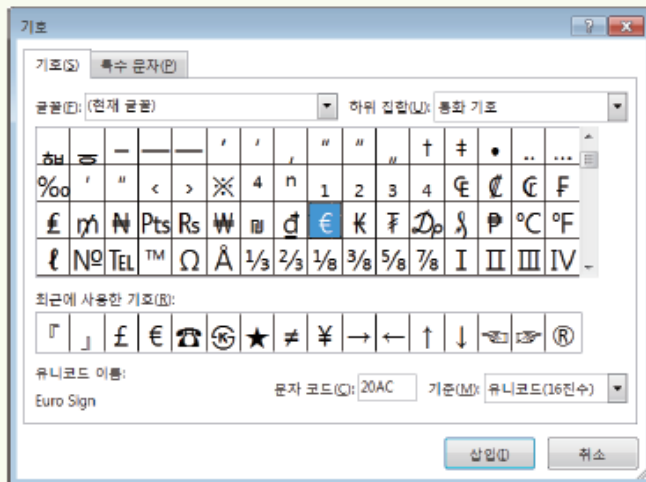 기호
기호(S) 특수 문자(P)
글꼴(F): (현재 글꼴) 하위 집합(U): 통화 기호
— — — ‘ ’ ‚ “ ” „ † ‡ • ‥ …
‰ ′ ″ ‹ › ※ ⁴ ⁿ ₁ ₂ ₃ ₄ ₠ ₡ ₢ ₣
₤ ₥ ₦ Pts Rs ₩ ₪ ₫ € ₭ ₮ ₯ ₰ ₱ ℃ ℉
ℓ № TEL ™ Ω Å ⅓ ⅔ ⅛ ⅜ ⅝ ⅞ Ⅰ Ⅱ Ⅲ Ⅳ
최근에 사용한 기호(R):
『 』 £ € ☎ ㉿ ★ ≠ ¥ → ← ↑ ↓ ☜ ☞ ®
유니코드 이름:
Euro Sign
문자 코드(C): 20AC 기준(M): 유니코드(16진수)
삽입(I) 취소